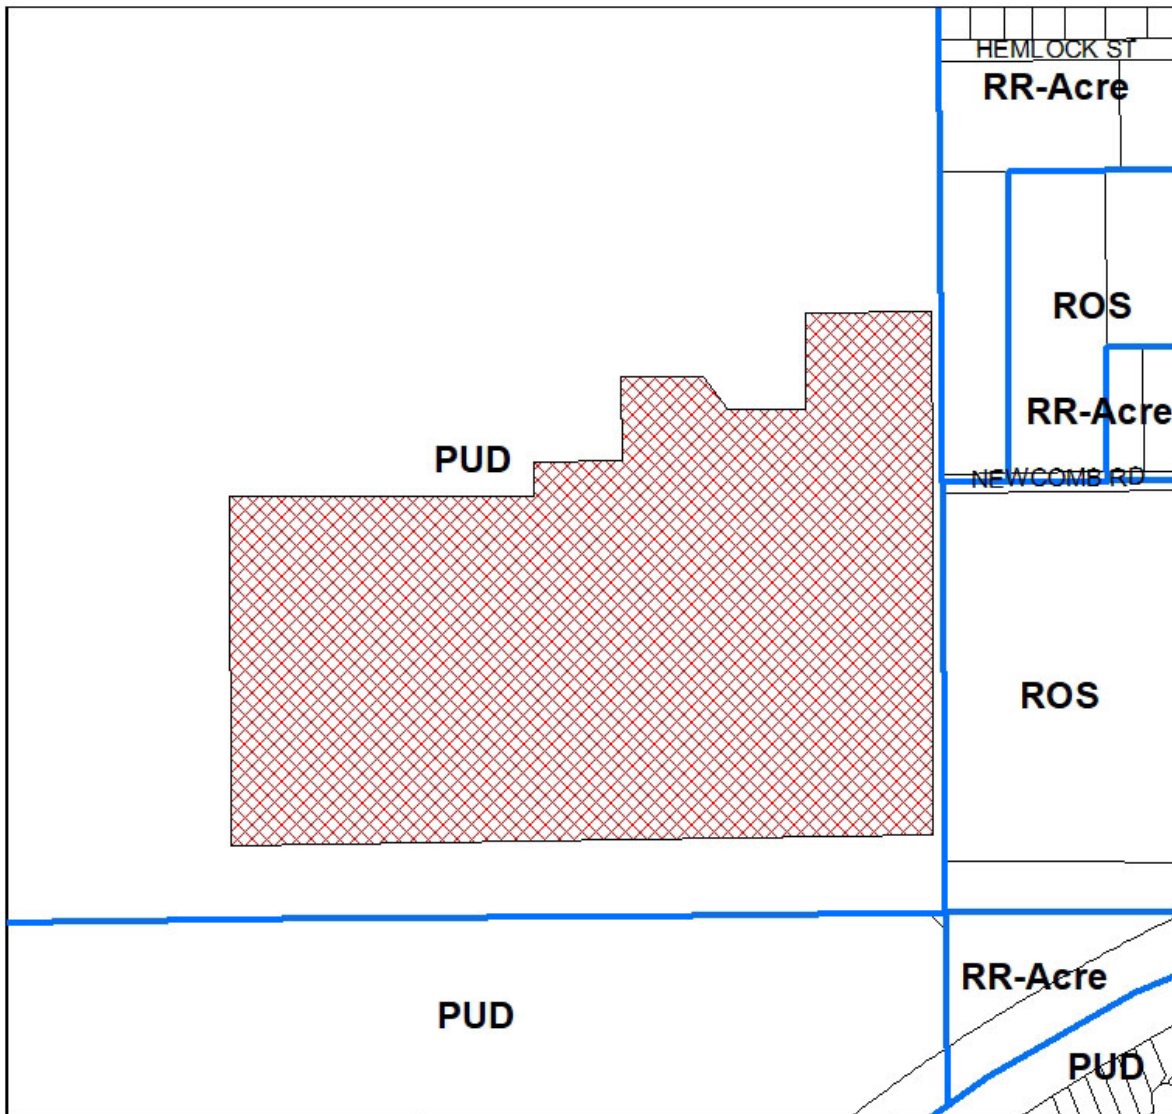 HEMLOCK ST
RR-Acre
ROS
RR-Acre
PUD
NEWCOMB RD
ROS
RR-Acre
PUD
PUD